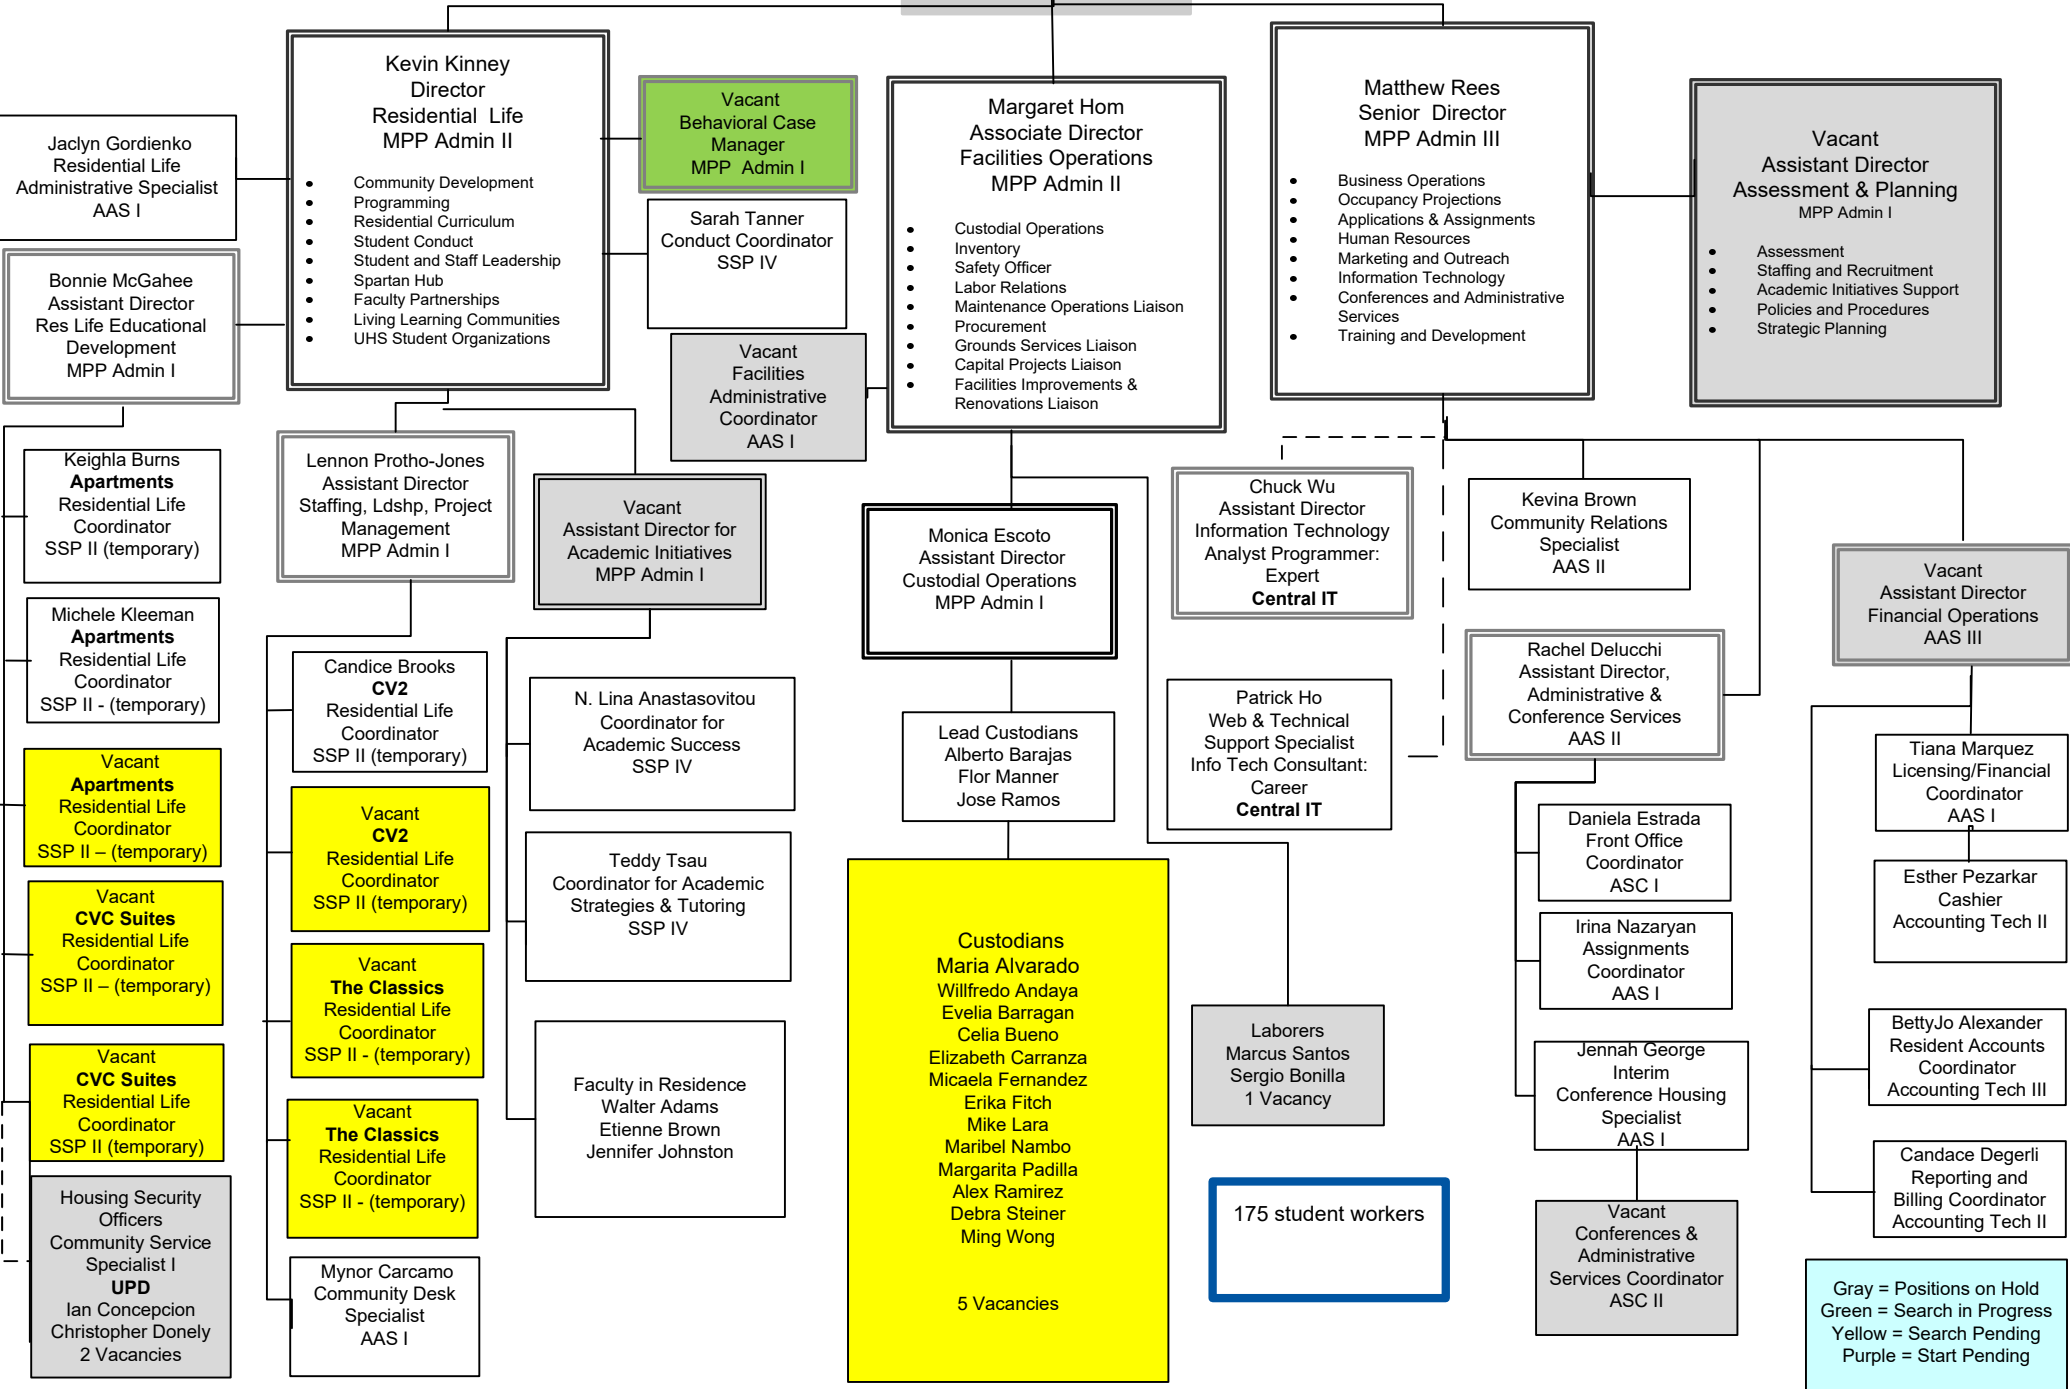 Kevin Kinney
Director
Residential Life
MPP Admin II
• Community Development
• Programming
• Residential Curriculum
• Student Conduct
• Student and Staff Leadership
• Spartan Hub
• Faculty Partnerships
• Living Learning Communities
• UHS Student Organizations
Jaclyn Gordienko
Residential Life
Administrative Specialist
AAS I
Bonnie McGahee
Assistant Director
Res Life Educational
Development
MPP Admin I
Vacant
Behavioral Case
Manager
MPP Admin I
Sarah Tanner
Conduct Coordinator
SSP IV
Vacant
Facilities
Administrative
Coordinator
AAS I
Margaret Hom
Associate Director
Facilities Operations
MPP Admin II
• Custodial Operations
• Inventory
• Safety Officer
• Labor Relations
• Maintenance Operations Liaison
• Procurement
• Grounds Services Liaison
• Capital Projects Liaison
• Facilities Improvements &
Renovations Liaison
Matthew Rees
Senior Director
MPP Admin III
• Business Operations
• Occupancy Projections
• Applications & Assignments
• Human Resources
• Marketing and Outreach
• Information Technology
• Conferences and Administrative
Services
• Training and Development
Vacant
Assistant Director
Assessment & Planning
MPP Admin I
• Assessment
• Staffing and Recruitment
• Academic Initiatives Support
• Policies and Procedures
• Strategic Planning
Keighla Burns
Apartments
Residential Life
Coordinator
SSP II (temporary)
Michele Kleeman
Apartments
Residential Life
Coordinator
SSP II - (temporary)
Vacant
Apartments
Residential Life
Coordinator
SSP II – (temporary)
Vacant
CVC Suites
Residential Life
Coordinator
SSP II – (temporary)
Vacant
CVC Suites
Residential Life
Coordinator
SSP II (temporary)
Housing Security
Officers
Community Service
Specialist I
UPD
Ian Concepcion
Christopher Donely
2 Vacancies
Lennon Protho-Jones
Assistant Director
Staffing, Ldshp, Project
Management
MPP Admin I
Candice Brooks
CV2
Residential Life
Coordinator
SSP II (temporary)
Vacant
CV2
Residential Life
Coordinator
SSP II (temporary)
Vacant
The Classics
Residential Life
Coordinator
SSP II - (temporary)
Vacant
The Classics
Residential Life
Coordinator
SSP II - (temporary)
Mynor Carcamo
Community Desk
Specialist
AAS I
Vacant
Assistant Director for
Academic Initiatives
MPP Admin I
N. Lina Anastasovitou
Coordinator for
Academic Success
SSP IV
Teddy Tsau
Coordinator for Academic
Strategies & Tutoring
SSP IV
Faculty in Residence
Walter Adams
Etienne Brown
Jennifer Johnston
Monica Escoto
Assistant Director
Custodial Operations
MPP Admin I
Lead Custodians
Alberto Barajas
Flor Manner
Jose Ramos
Custodians
Maria Alvarado
Willfredo Andaya
Evelia Barragan
Celia Bueno
Elizabeth Carranza
Micaela Fernandez
Erika Fitch
Mike Lara
Maribel Nambo
Margarita Padilla
Alex Ramirez
Debra Steiner
Ming Wong
5 Vacancies
Laborers
Marcus Santos
Sergio Bonilla
1 Vacancy
175 student workers
Chuck Wu
Assistant Director
Information Technology
Analyst Programmer:
Expert
Central IT
Patrick Ho
Web & Technical
Support Specialist
Info Tech Consultant:
Career
Central IT
Kevina Brown
Community Relations
Specialist
AAS II
Rachel Delucchi
Assistant Director,
Administrative &
Conference Services
AAS II
Daniela Estrada
Front Office
Coordinator
ASC I
Irina Nazaryan
Assignments
Coordinator
AAS I
Jennah George
Interim
Conference Housing
Specialist
AAS I
Vacant
Conferences &
Administrative
Services Coordinator
ASC II
Vacant
Assistant Director
Financial Operations
AAS III
Tiana Marquez
Licensing/Financial
Coordinator
AAS I
Esther Pezarkar
Cashier
Accounting Tech II
BettyJo Alexander
Resident Accounts
Coordinator
Accounting Tech III
Candace Degerli
Reporting and
Billing Coordinator
Accounting Tech II
Gray = Positions on Hold
Green = Search in Progress
Yellow = Search Pending
Purple = Start Pending